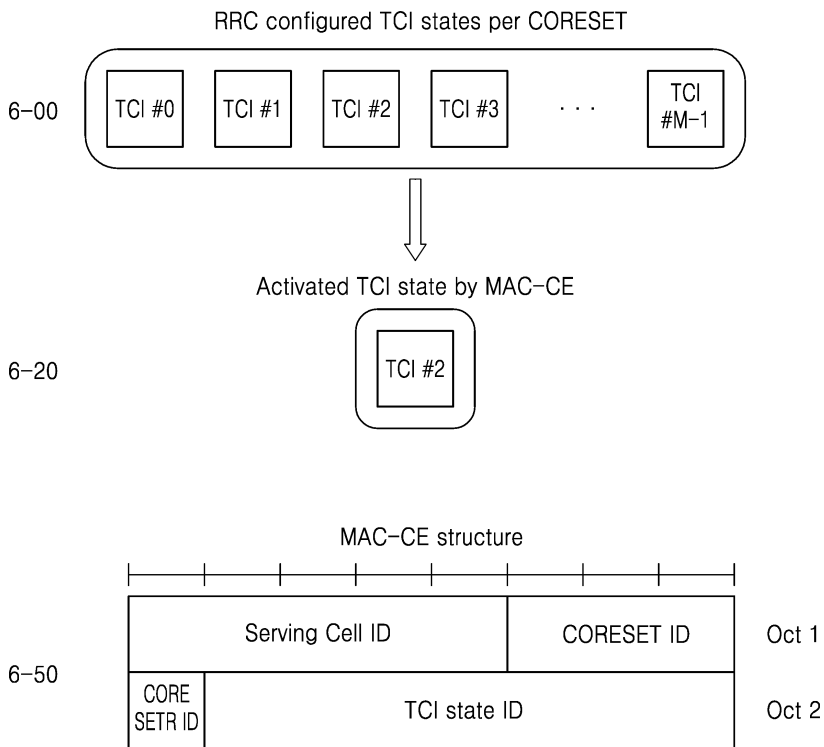 RRC configured TCI states per CORESET
6-00
TCI #0 TCI #1 TCI #2 TCI #3 · · · TCI
#M-1
Activated TCI state by MAC-CE
6-20
TCI #2
MAC-CE structure
6-50
Serving Cell ID CORESET ID Oct 1
CORE
SETR ID
TCI state ID Oct 2